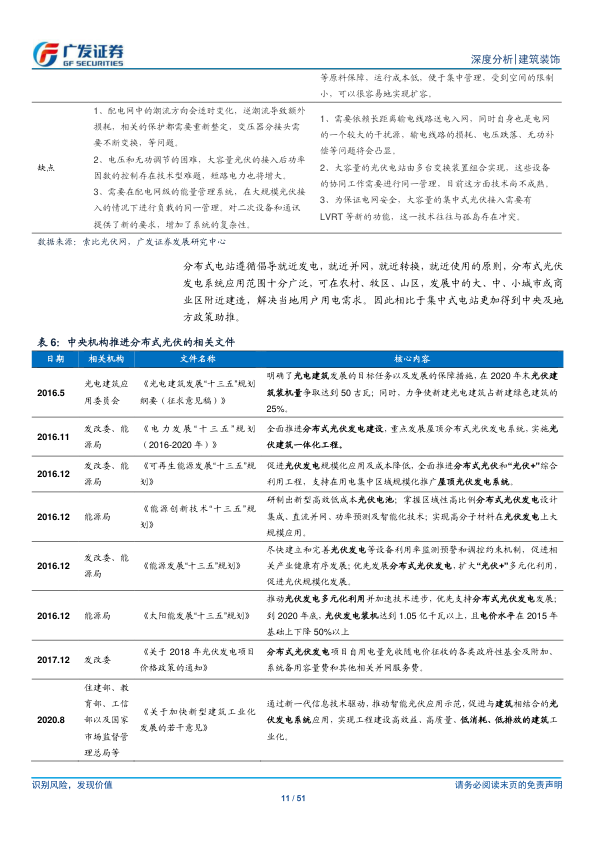 广发证券
GF SECURITIES
深度分析|建筑装饰
等原料保障、运行成本低、便于集中管理、受到空间的限制
小，可以很容易地实现扩容。
缺点
1、配电网中的潮流方向会适时变化，逆潮流导致额外
损耗，相关的保护都需要重新整定，变压器分接头需
要不断变换，等问题。
2、电压和无功调节的困难，大容量光伏的接入后功率
因数的控制存在技术型难题，短路电力也将增大。
3、需要在配电网级的能量管理系统，在大规模光伏接
入的情况下进行负载的同一管理。对二次设备和通讯
提供了新的要求，增加了系统的复杂性。
1、需要依赖长距离输电线路送电入网，同时自身也是电网
的一个较大的干扰源，输电线路的损耗、电压跌落、无功补
偿等问题将会凸显。
2、大容量的光伏电站由多台变换装置组合实现，这些设备
的协同工作需要进行同一管理，目前这方面技术尚不成熟。
3、为保证电网安全，大容量的集中式光伏接入需要有
LVRT 等新的功能，这一技术往往与孤岛存在冲突。
数据来源：索比光伏网，广发证券发展研究中心
分布式电站遵循倡导就近发电，就近并网，就近转换，就近使用的原则，分布式光伏
发电系统应用范围十分广泛，可在农村、牧区、山区，发展中的大、中、小城市或商
业区附近建造，解决当地用户用电需求。因此相比于集中式电站更加得到中央及地
方政策助推。
表 6：中央机构推进分布式光伏的相关文件
日期 相关机构 文件名称 核心内容
2016.5
光电建筑应
用委员会
《光电建筑发展“十三五”规划
纲要（征求意见稿）》
明确了光电建筑发展的目标任务以及发展的保障措施，在 2020 年末光伏建
筑装机量争取达到 50 吉瓦；同时，力争使新建光电建筑占新建绿色建筑的
25%。
2016.11
发改委、能
源局
《电力发展“十三五”规划
（2016-2020 年）》
全面推进分布式光伏发电建设，重点发展屋顶分布式光伏发电系统，实施光
伏建筑一体化工程。
2016.12
发改委、能
源局
《可再生能源发展“十三五”规
划》
促进光伏发电规模化应用及成本降低，全面推进分布式光伏和“光伏+”综合
利用工程，支持在用电集中区域规模化推广屋顶光伏发电系统。
2016.12
能源局
《能源创新技术“十三五”规
划》
研制出新型高效低成本光伏电池；掌握区域性高比例分布式光伏发电设计
集成、直流并网、功率预测及智能化技术；实现高分子材料在光伏发电上大
规模应用。
2016.12
发改委、能
源局
《能源发展“十三五”规划》
尽快建立和完善光伏发电等设备利用率监测预警和调控约束机制，促进相
关产业健康有序发展；优先发展分布式光伏发电，扩大“光伏+”多元化利用，
促进光伏规模化发展。
2016.12
能源局
《太阳能发展“十三五”规划》
推动光伏发电多元化利用并加速技术进步，优先支持分布式光伏发电发展；
到 2020 年底，光伏发电装机达到 1.05 亿千瓦以上，且电价水平在 2015 年
基础上下降 50%以上
2017.12
发改委
《关于 2018 年光伏发电项目
价格政策的通知》
分布式光伏发电项目自用电量免收随电价征收的各类政府性基金及附加、
系统备用容量费和其他相关并网服务费。
2020.8
住建部、教
育部、工信
部以及国家
市场监督管
理总局等
《关于加快新型建筑工业化
发展的若干意见》
通过新一代信息技术驱动，推动智能光伏应用示范，促进与建筑相结合的光
伏发电系统应用，实现工程建设高效益、高质量、低消耗、低排放的建筑工
业化。
识别风险，发现价值
请务必阅读末页的免责声明
11 / 51